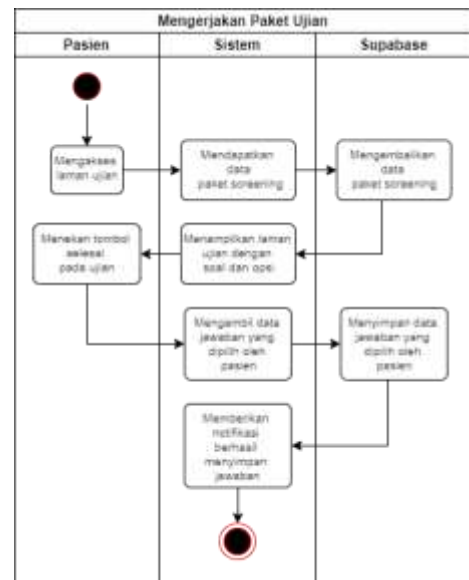 Mengerjakan Paket Ujian
Pasien
Sistem
Supabase
Mengakses
laman ujian
Mendapatkan
data
paket screening
Mengembalikan
data
paket screening
Menekan tombol
selesai
pada ujian
Menampilkan laman
ujian dengan
soal dan opsi
Mengambil data
jawaban yang
dipilih oleh
pasien
Menyimpan data
jawaban yang
dipilih oleh
pasien
Memberikan
notifikasi
berhasil
menyimpan
jawaban